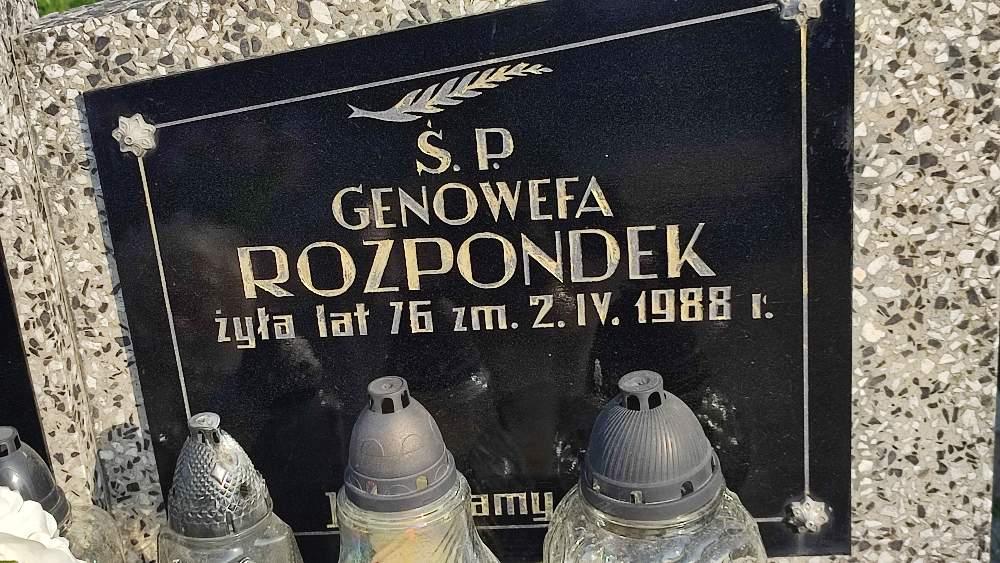 Ś. P.
GENOWEFA
ROZPONDEK
żyła lat 76 zm. 2. IV. 1988 r.